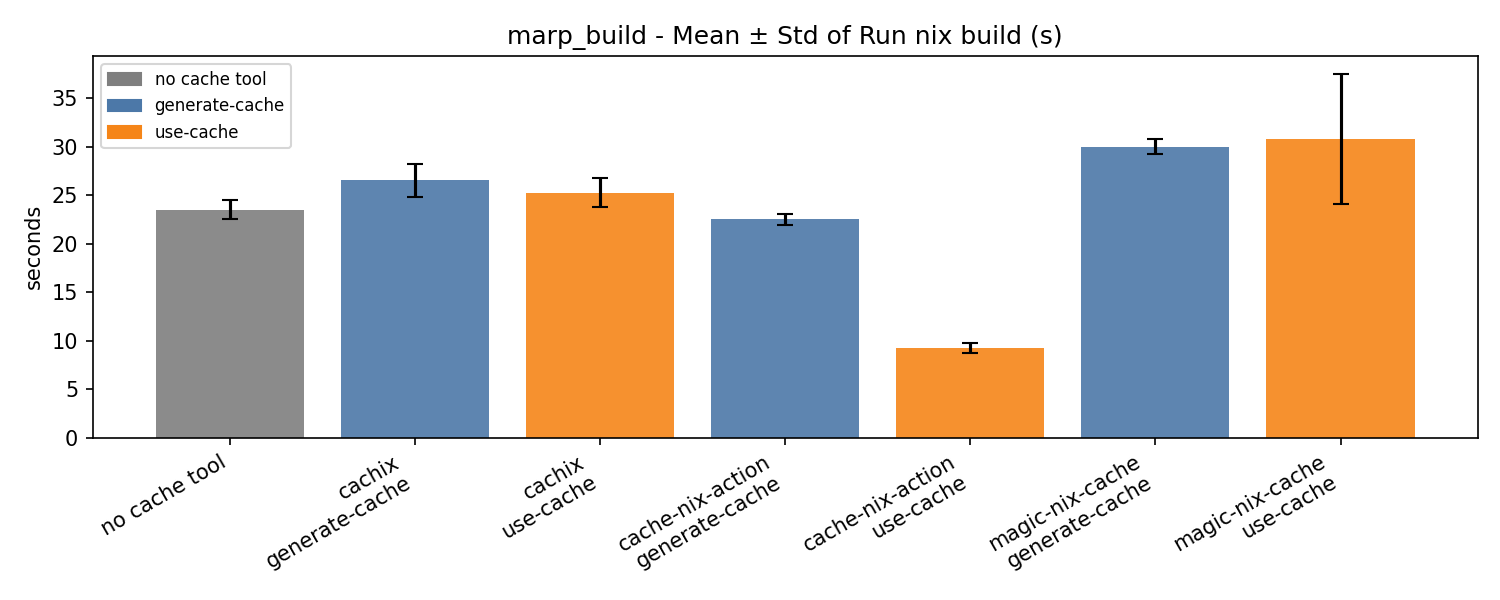 marp_build - Mean ± Std of Run nix build (s)
no cache tool
generate-cache
use-cache
seconds
35
30
25
20
15
10
5
0
no cache tool
cachix
generate-cache
cachix
use-cache
cache-nix-action
generate-cache
cache-nix-action
use-cache
magic-nix-cache
generate-cache
magic-nix-cache
use-cache